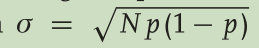 σ = √Np(1 − p)